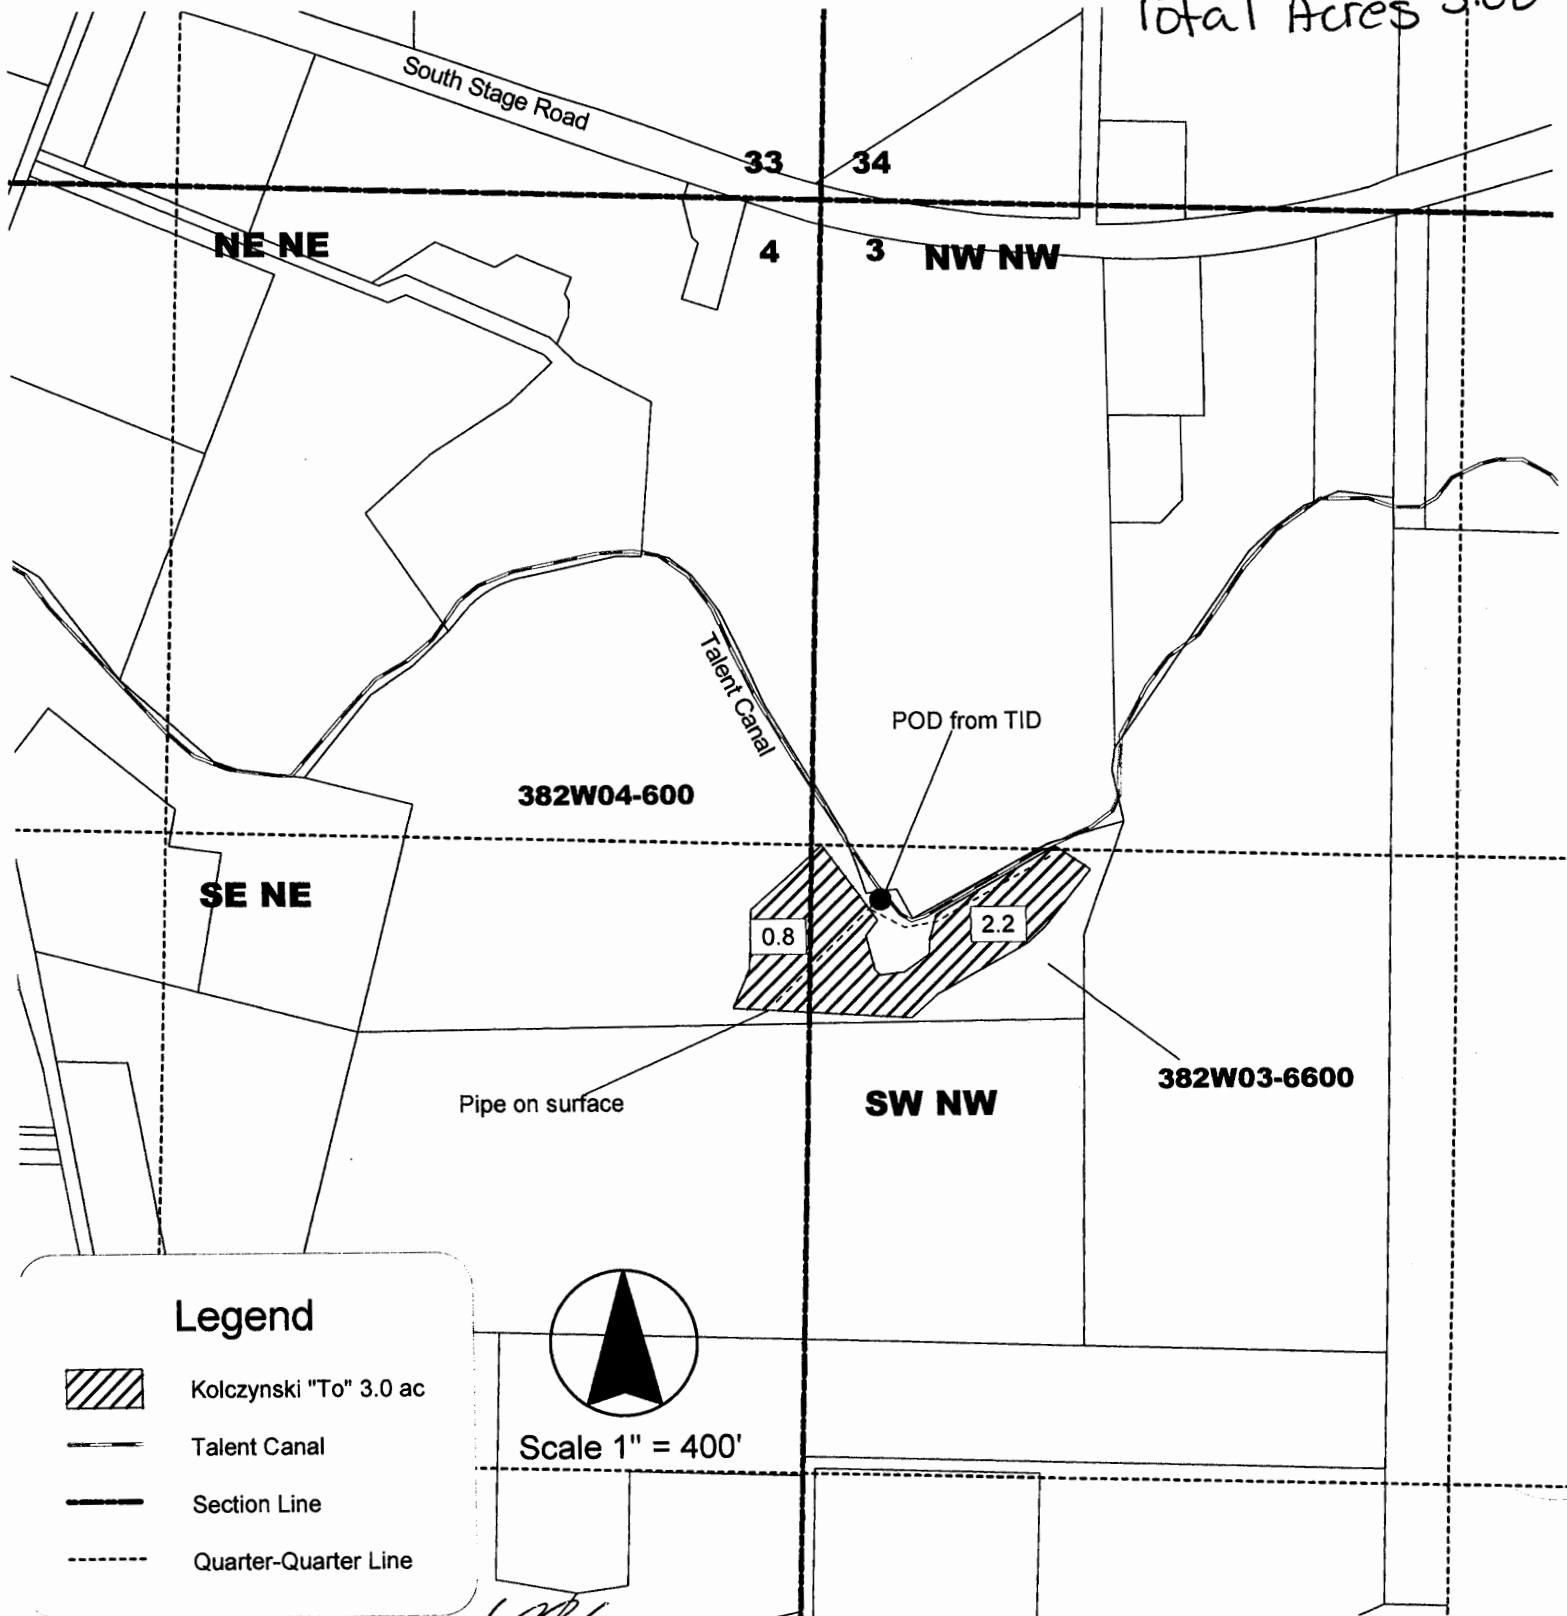 Total Acres 3.00
South Stage Road
33
34
NE NE
4
3
NW NW
Talent Canal
POD from TID
382W04-600
SE NE
0.8
2.2
382W03-6600
Pipe on surface
SW NW
Legend
Kolczynski "To" 3.0 ac
Talent Canal
Section Line
Quarter-Quarter Line
Scale 1" = 400'